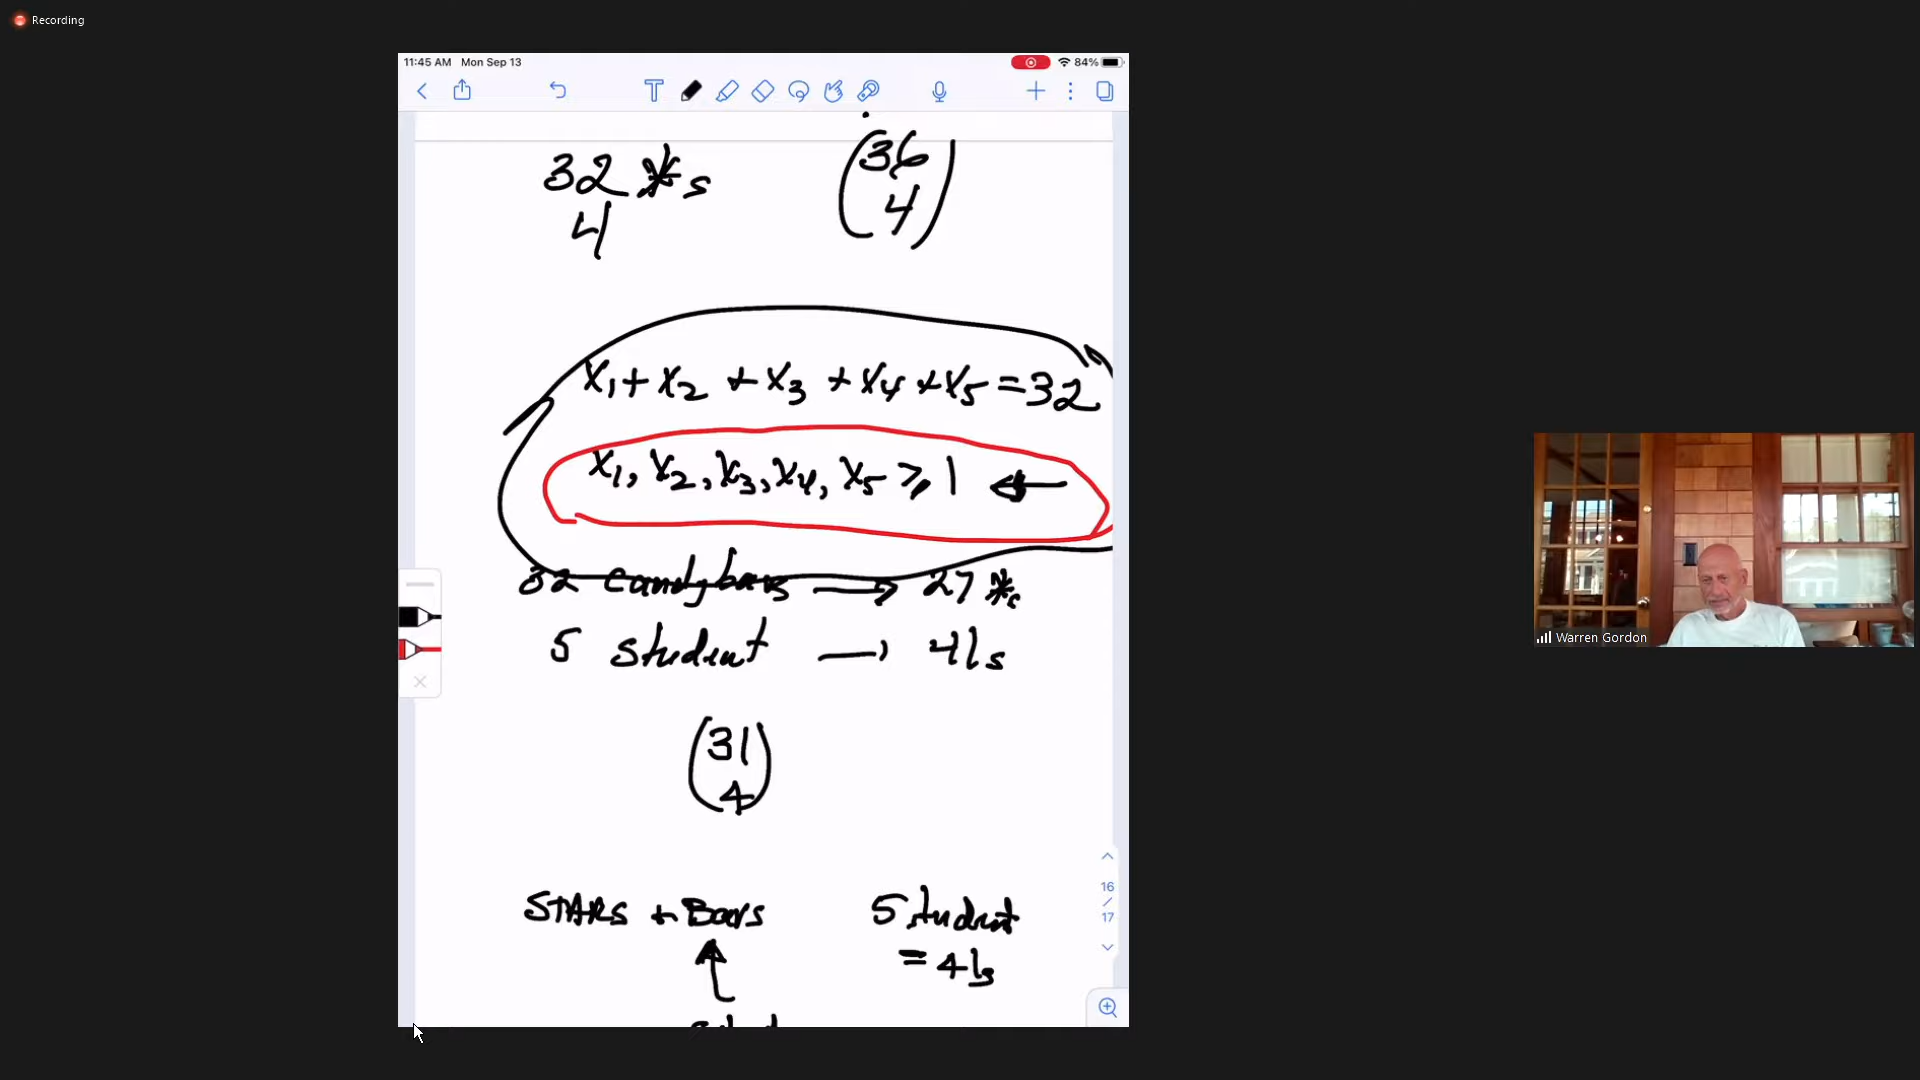 Recording
11:45 AM Mon Sep 13
84%
32 *s
4
(36
4)
x1 + x2 + x3 + x4 + x5 = 32
x1, x2, x3, x4, x5 ≥ 1 ←
32 candy bars → 27 *s
5 student → 4 |s
(31
4)
STARS + Bars
5 student
= 4 |s
16
/
17
Warren Gordon